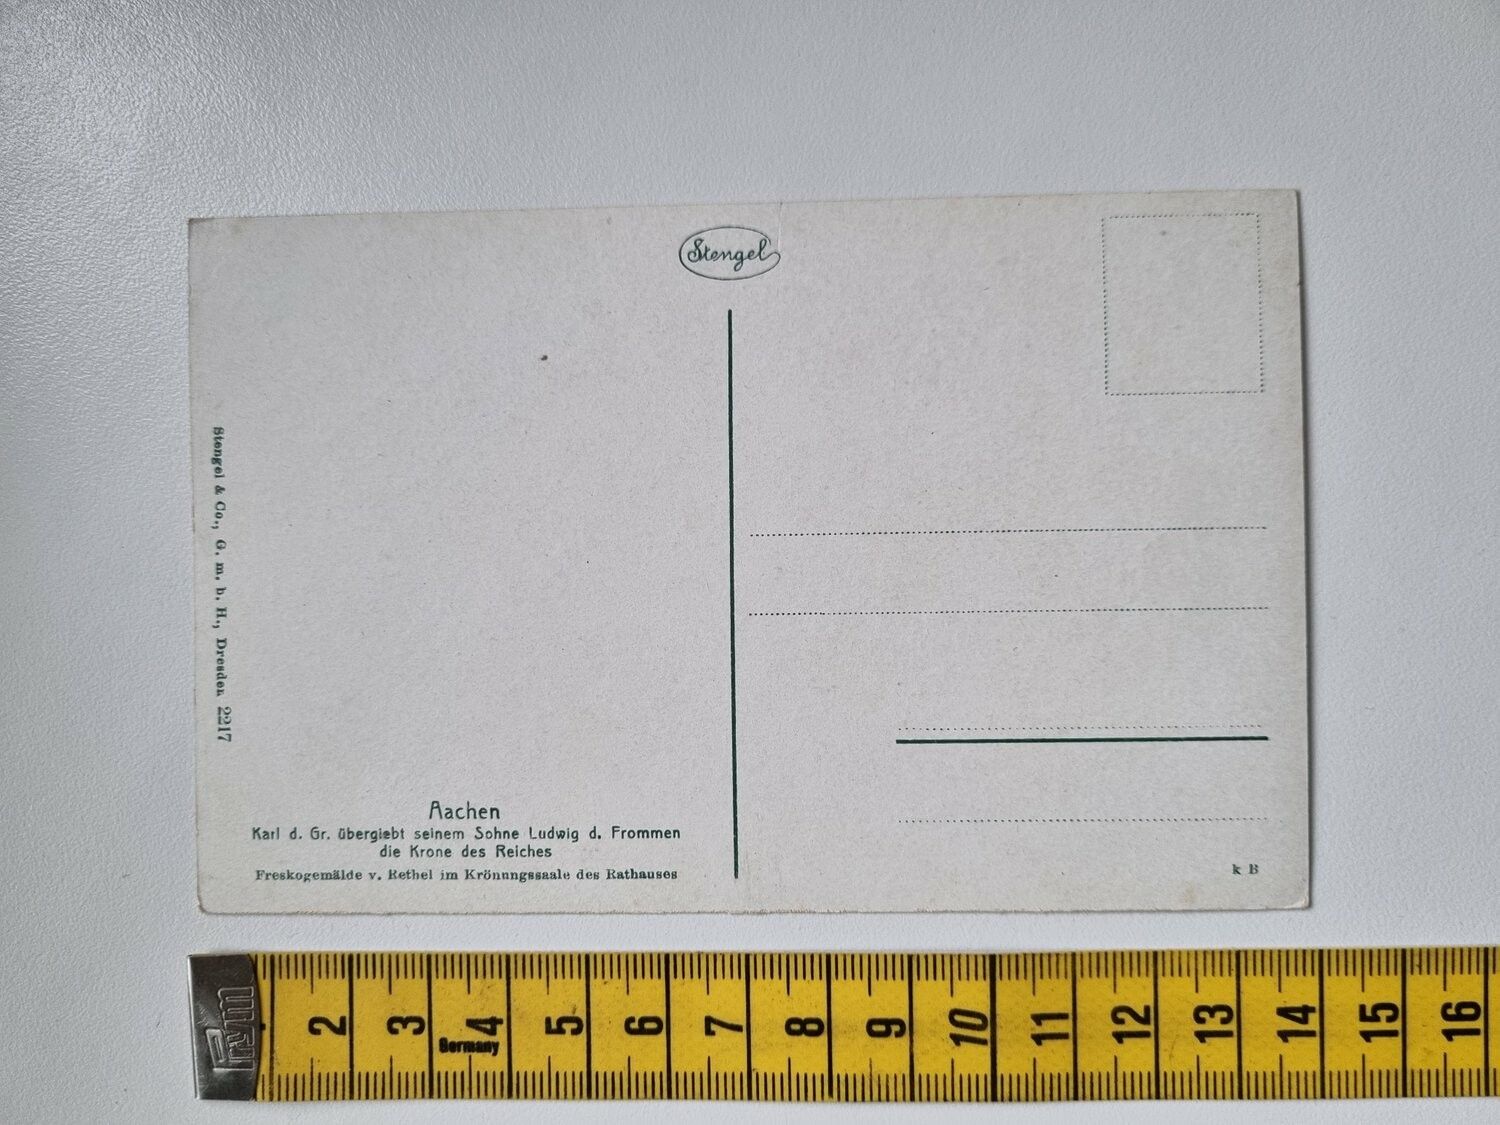 Stengel
Stengel & Co., G. m. b. H., Dresden 2217
Aachen
Karl d. Gr. übergiebt seinem Sohne Ludwig d. Frommen
die Krone des Reiches
Freskogemälde v. Rethel im Krönungssaale des Rathauses
k B
Prym
2 3 4 5 6 7 8 9 10 11 12 13 14 15 16
Germany